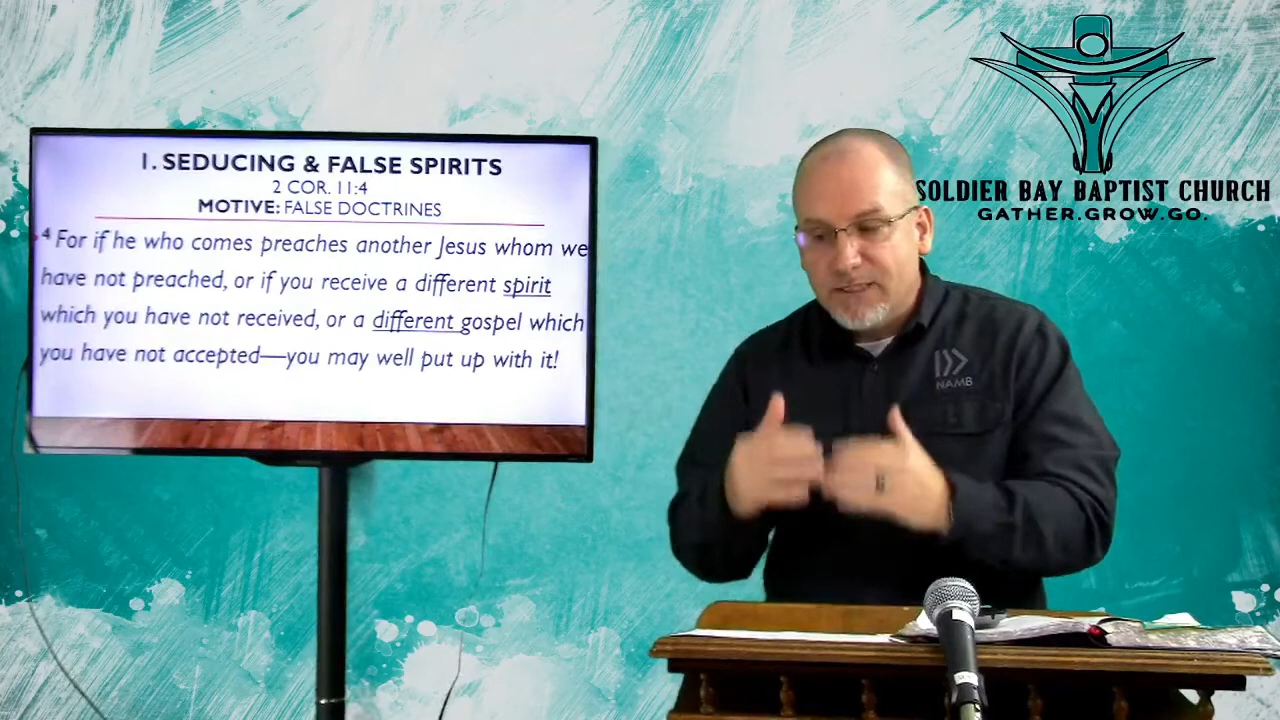 1. SEDUCING & FALSE SPIRITS
2 COR. 11:4
MOTIVE: FALSE DOCTRINES
4 For if he who comes preaches another Jesus whom we
have not preached, or if you receive a different spirit
which you have not received, or a different gospel which
you have not accepted—you may well put up with it!
SOLDIER BAY BAPTIST CHURCH
GATHER.GROW.GO.
NAMB